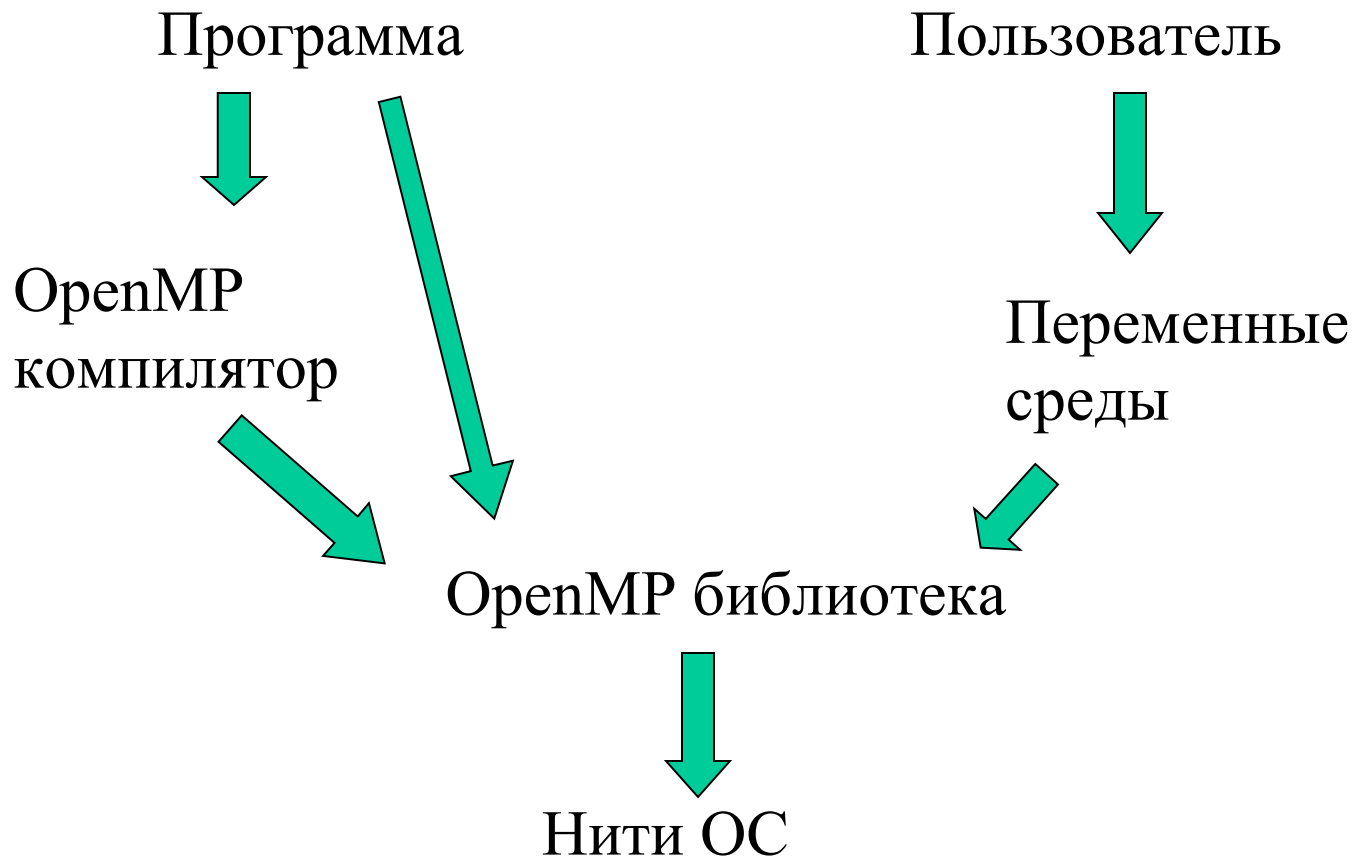 Программа
Пользователь
OpenMP
компилятор
Переменные
среды
OpenMP библиотека
Нити ОС